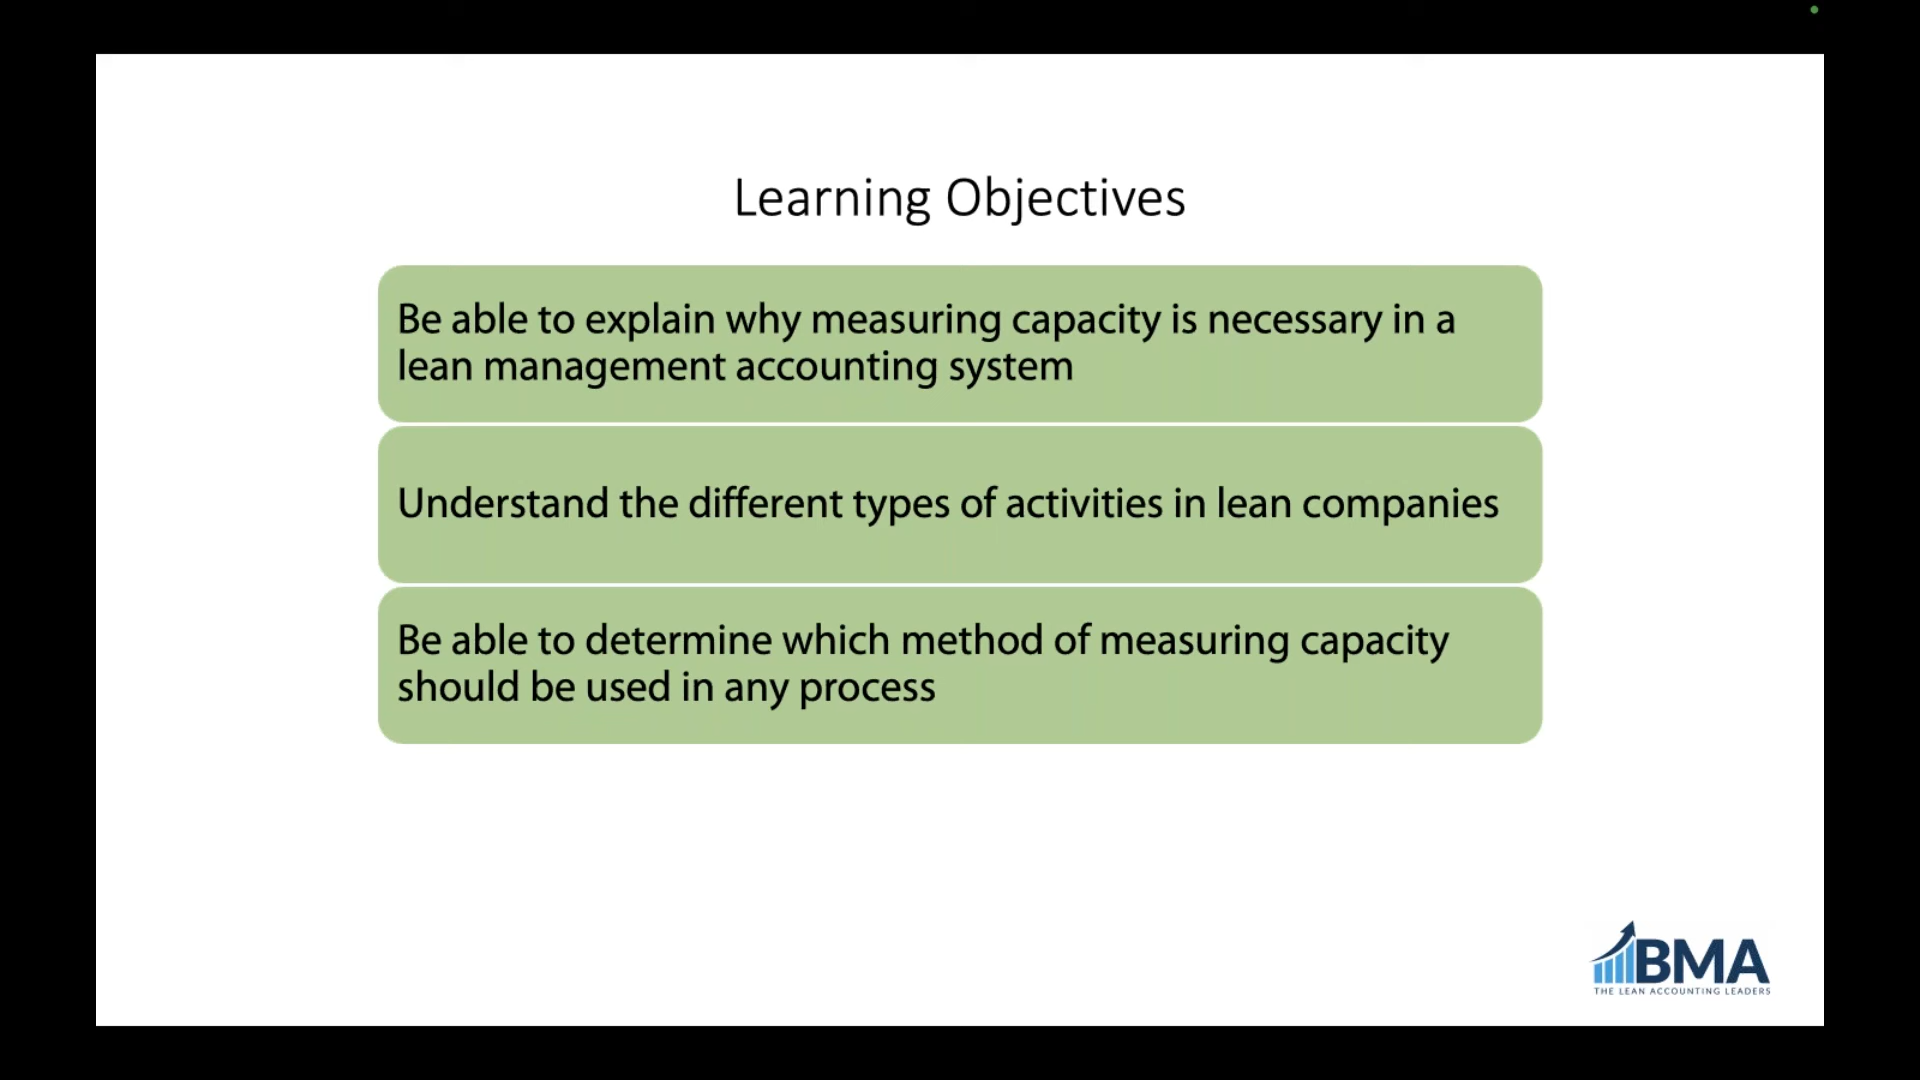 Learning Objectives
Be able to explain why measuring capacity is necessary in a
lean management accounting system
Understand the different types of activities in lean companies
Be able to determine which method of measuring capacity
should be used in any process
BMA
THE LEAN ACCOUNTING LEADERS